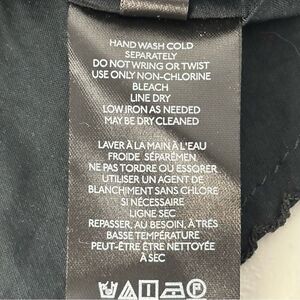 HAND WASH COLD
SEPARATELY
DO NOT WRING OR TWIST
USE ONLY NON-CHLORINE
BLEACH
LINE DRY
LOW IRON AS NEEDED
MAY BE DRY CLEANED
LAVER À LA MAIN À L'EAU
FROIDE SÉPARÉMEN
NE PAS TORDRE OU ESSORER
UTILISER UN AGENT DE
BLANCHIMENT SANS CHLORE
SI NÉCESSAIRE
LIGNE SEC
REPASSER, AU BESOIN, À TRÈS
BASSE TEMPÉRATURE
PEUT-ÊTRE ÊTRE NETTOYÉE
À SEC
P